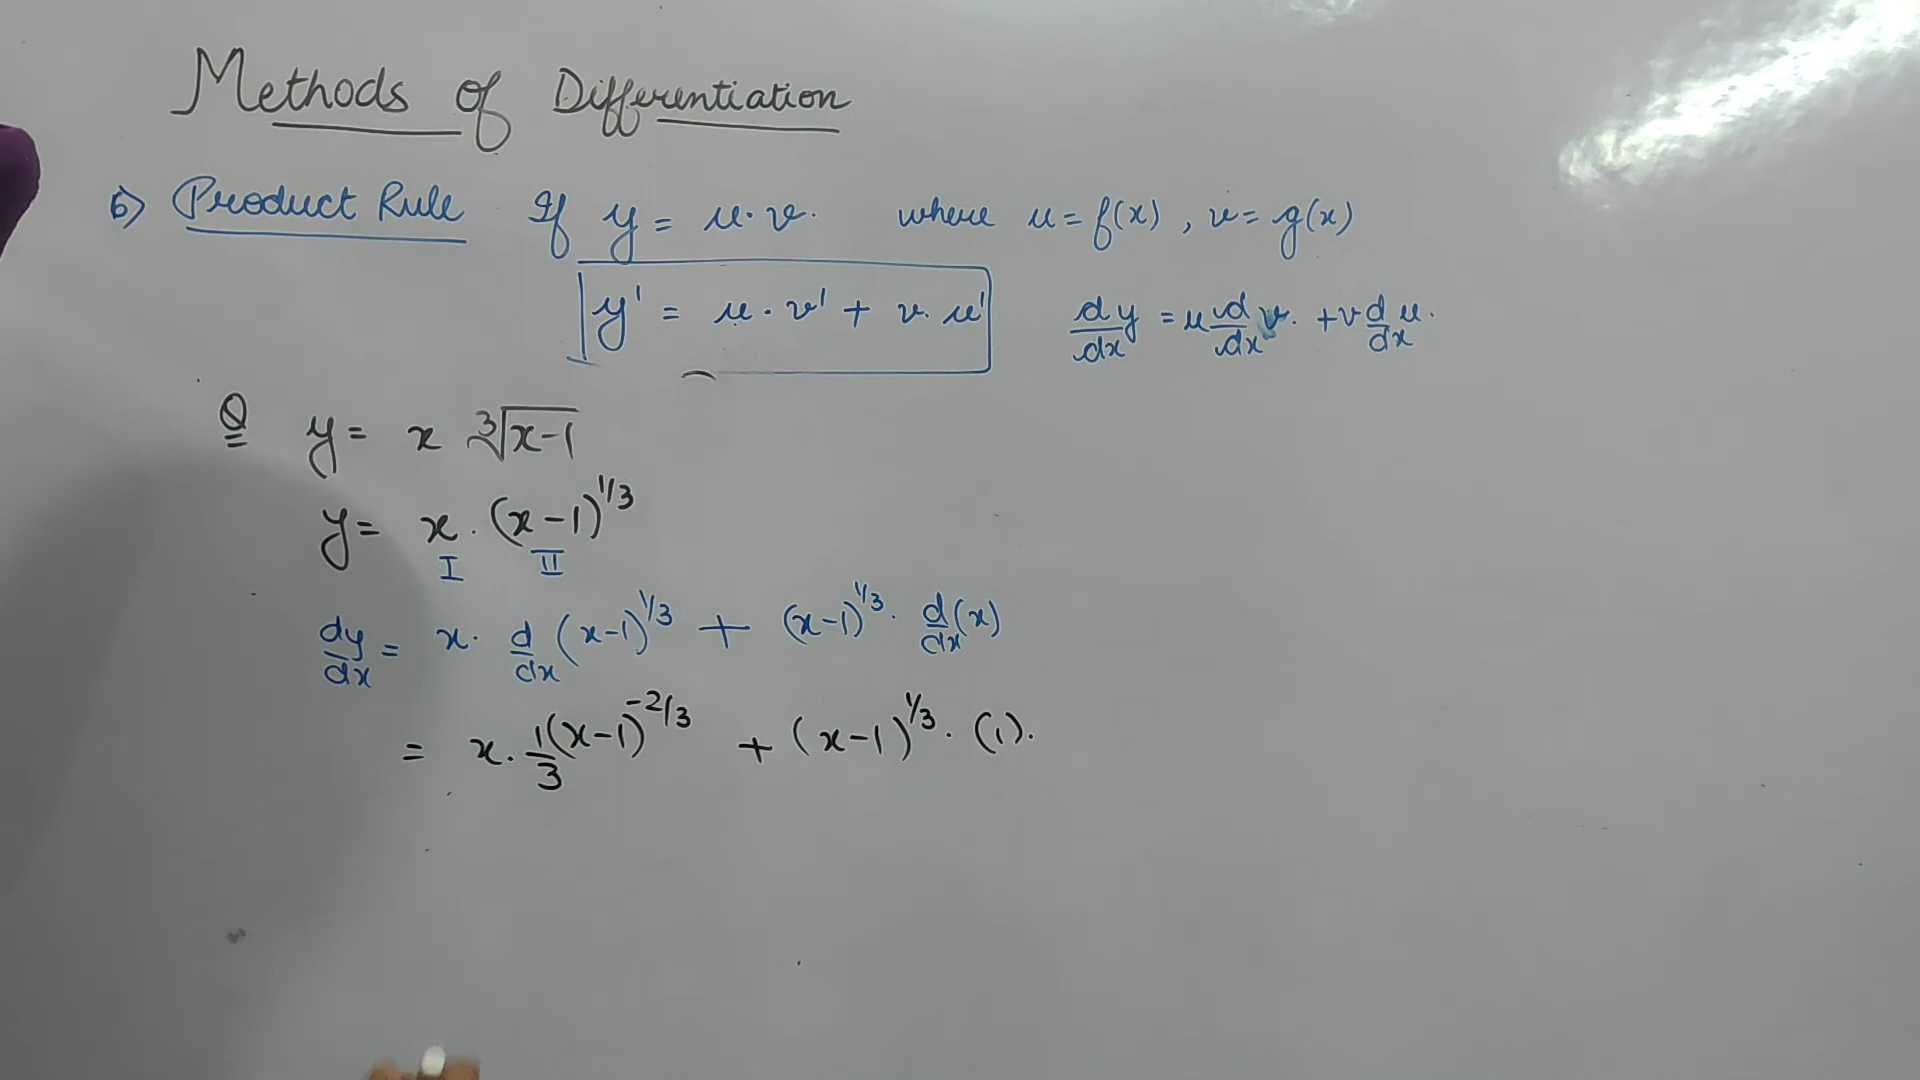 Methods of Differentiation
6) Product Rule If y = u·v. where u = f(x), v = g(x)
y' = u·v' + v·u' dy/dx = u d/dx v. + v d/dx u.
Q y = x ∛(x-1)
y = x·(x-1)^1/3
I II
dy/dx = x· d/dx (x-1)^1/3 + (x-1)^1/3 · d/dx (x)
= x· 1/3 (x-1)^-2/3 + (x-1)^1/3 · (1).